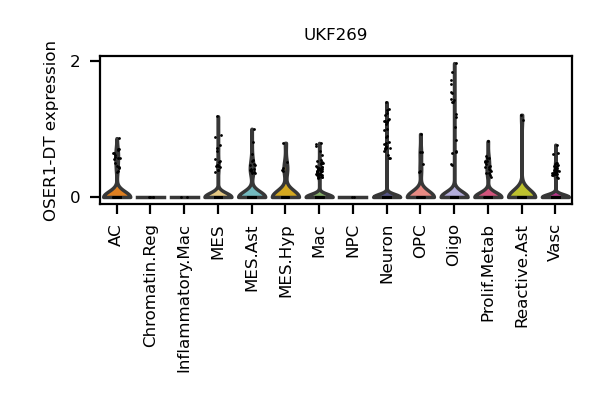 UKF269
OSER1-DT expression
2
0
AC
Chromatin.Reg
Inflammatory.Mac
MES
MES.Ast
MES.Hyp
Mac
NPC
Neuron
OPC
Oligo
Prolif.Metab
Reactive.Ast
Vasc